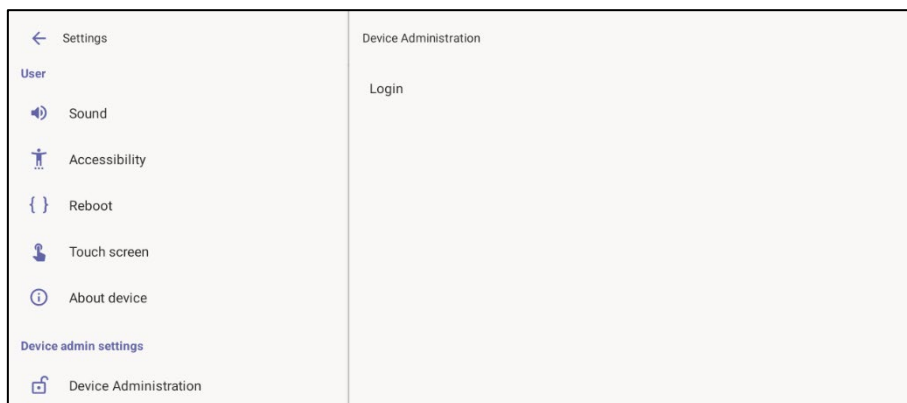 Settings
User
Sound
Accessibility
Reboot
Touch screen
About device
Device admin settings
Device Administration
Device Administration
Login